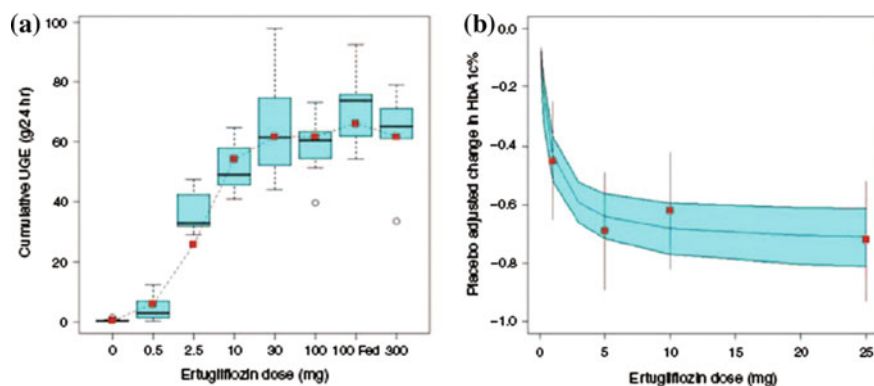 (a)
100
80
60
40
20
0
Cumulative UGE (g/24 hr)
0 0.5 2.5 10 30 100 100 Fed 300
Ertugliflozin dose (mg)
(b)
0.0
−0.2
−0.4
−0.6
−0.8
−1.0
Placebo adjusted change in HbA1c%
0 5 10 15 20 25
Ertugliflozin dose (mg)